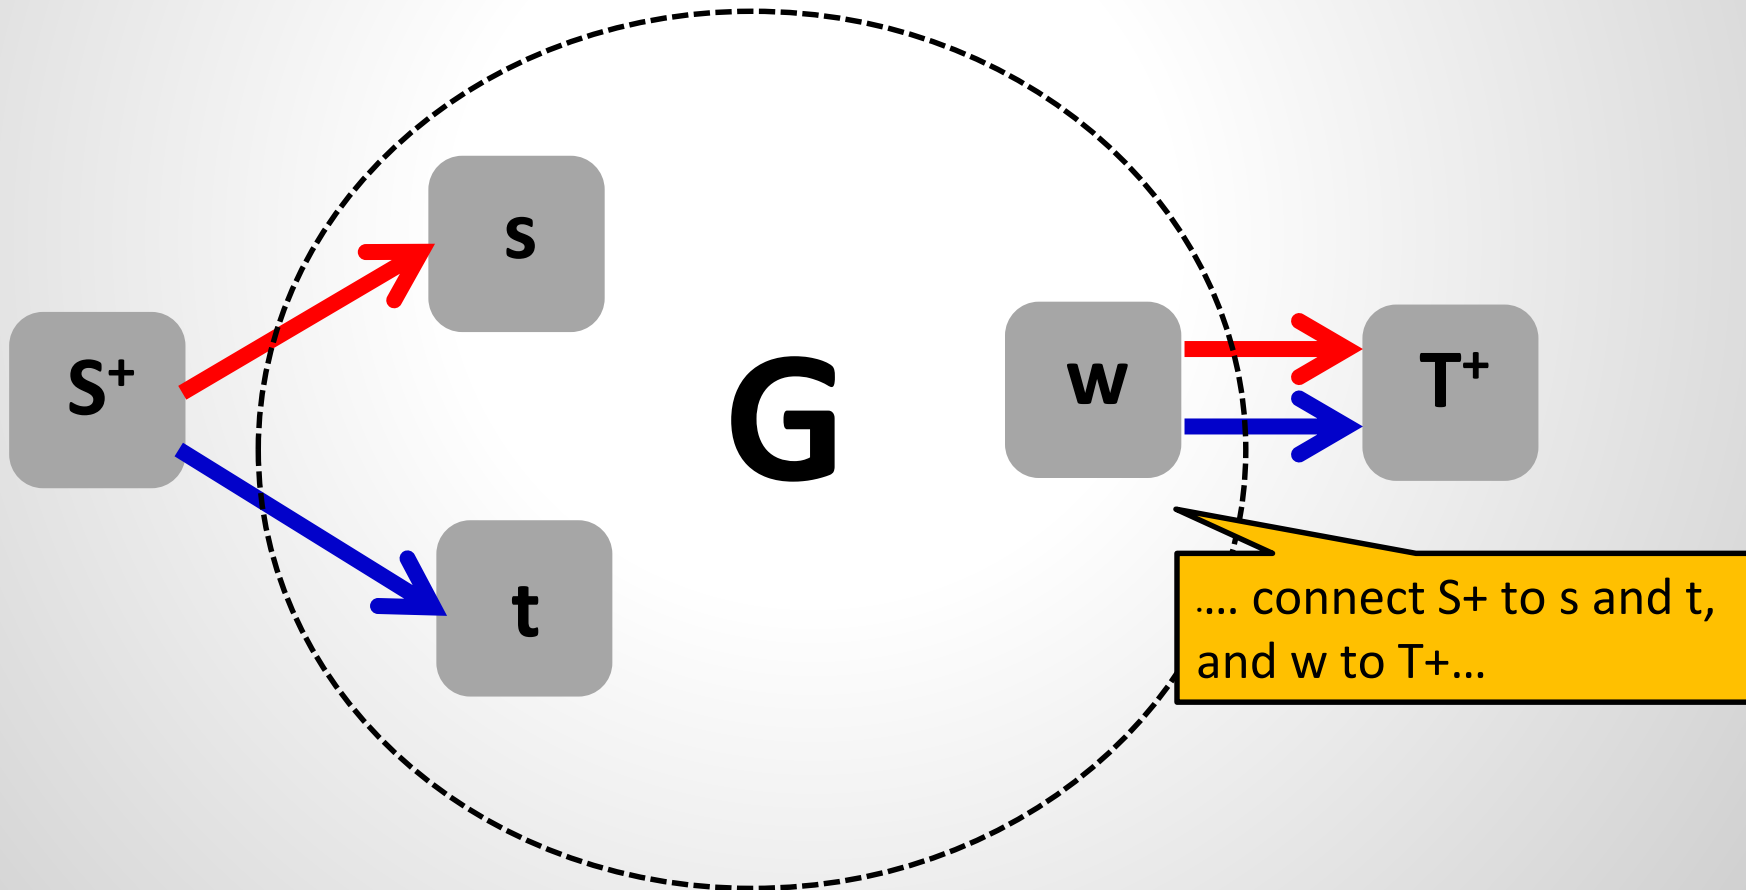 s
S⁺
G
w
T⁺
t
.... connect S+ to s and t,
and w to T+...